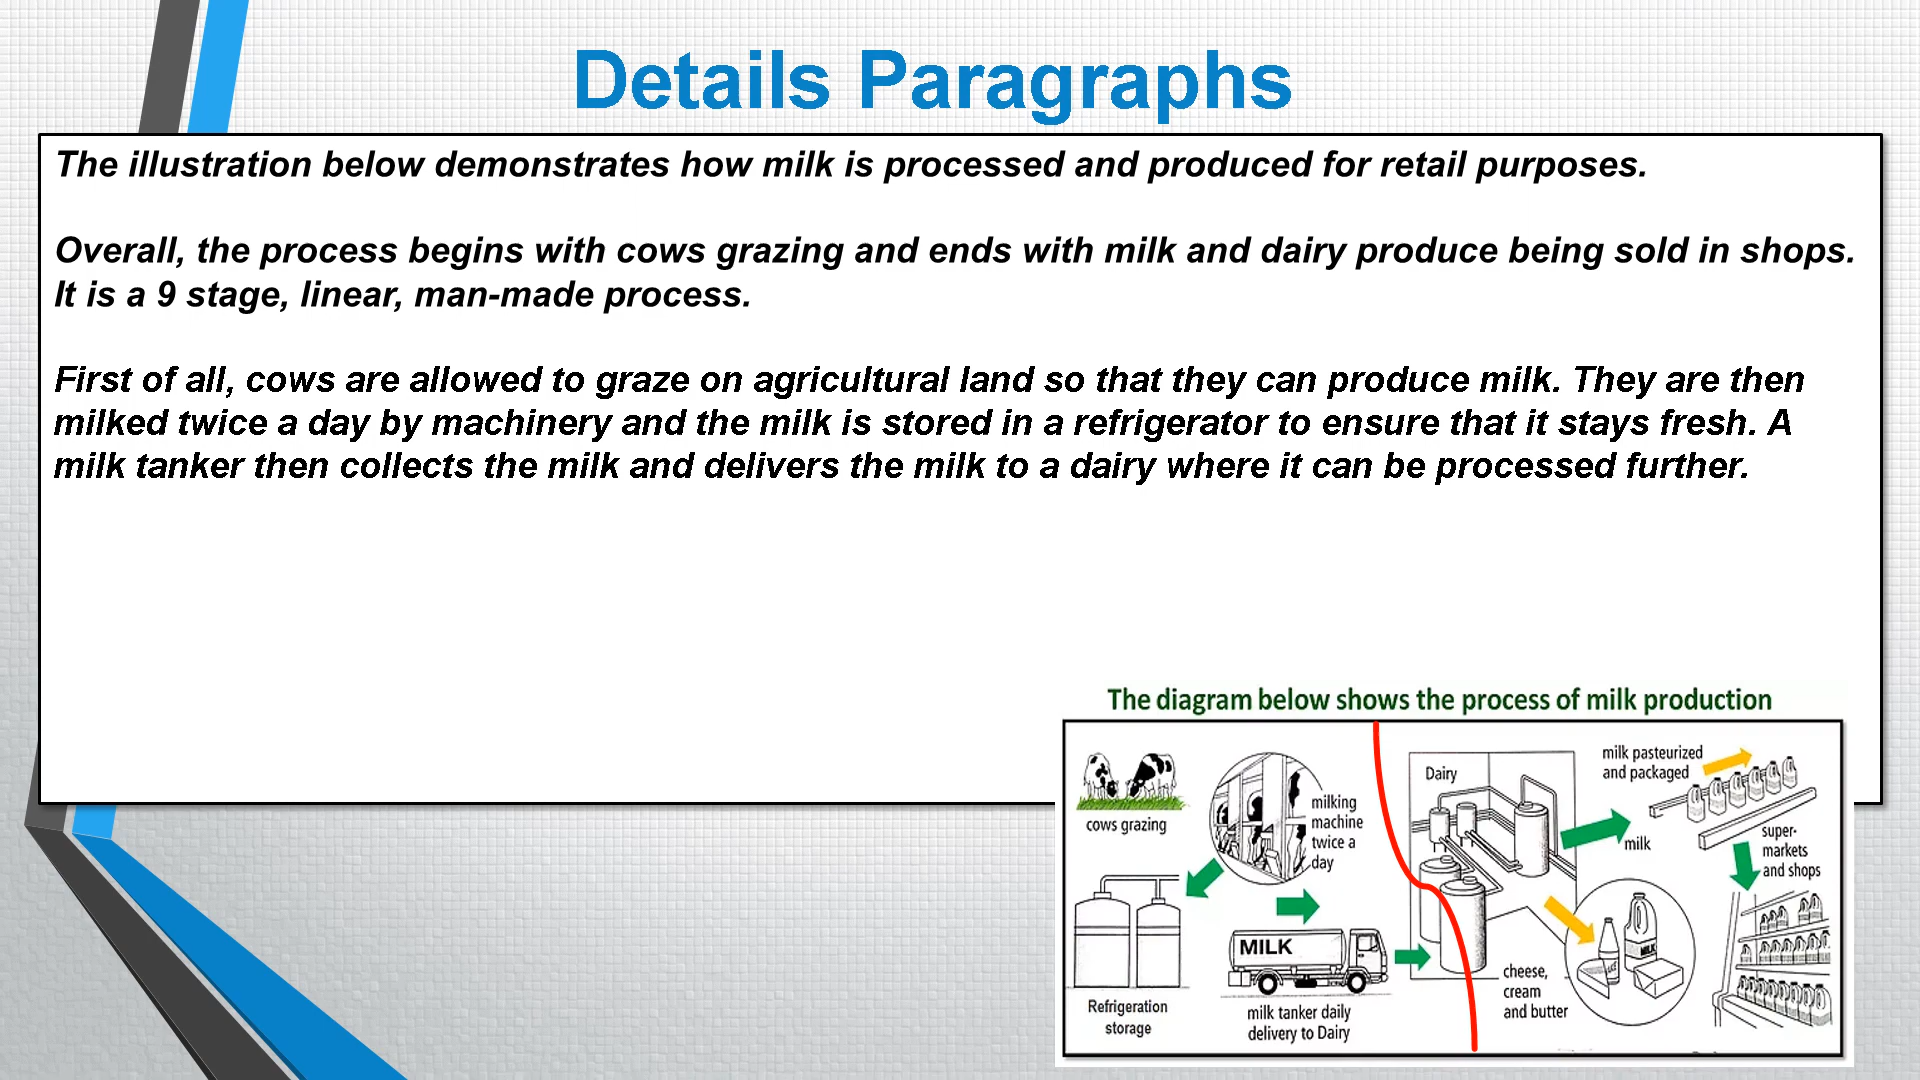 Details Paragraphs
The illustration below demonstrates how milk is processed and produced for retail purposes.
Overall, the process begins with cows grazing and ends with milk and dairy produce being sold in shops.
It is a 9 stage, linear, man-made process.
First of all, cows are allowed to graze on agricultural land so that they can produce milk. They are then
milked twice a day by machinery and the milk is stored in a refrigerator to ensure that it stays fresh. A
milk tanker then collects the milk and delivers the milk to a dairy where it can be processed further.
The diagram below shows the process of milk production
cows grazing
milking
machine
twice a
day
Refrigeration
storage
MILK
milk tanker daily
delivery to Dairy
Dairy
milk pasteurized
and packaged
milk
super-
markets
and shops
cheese,
cream
and butter
MILK